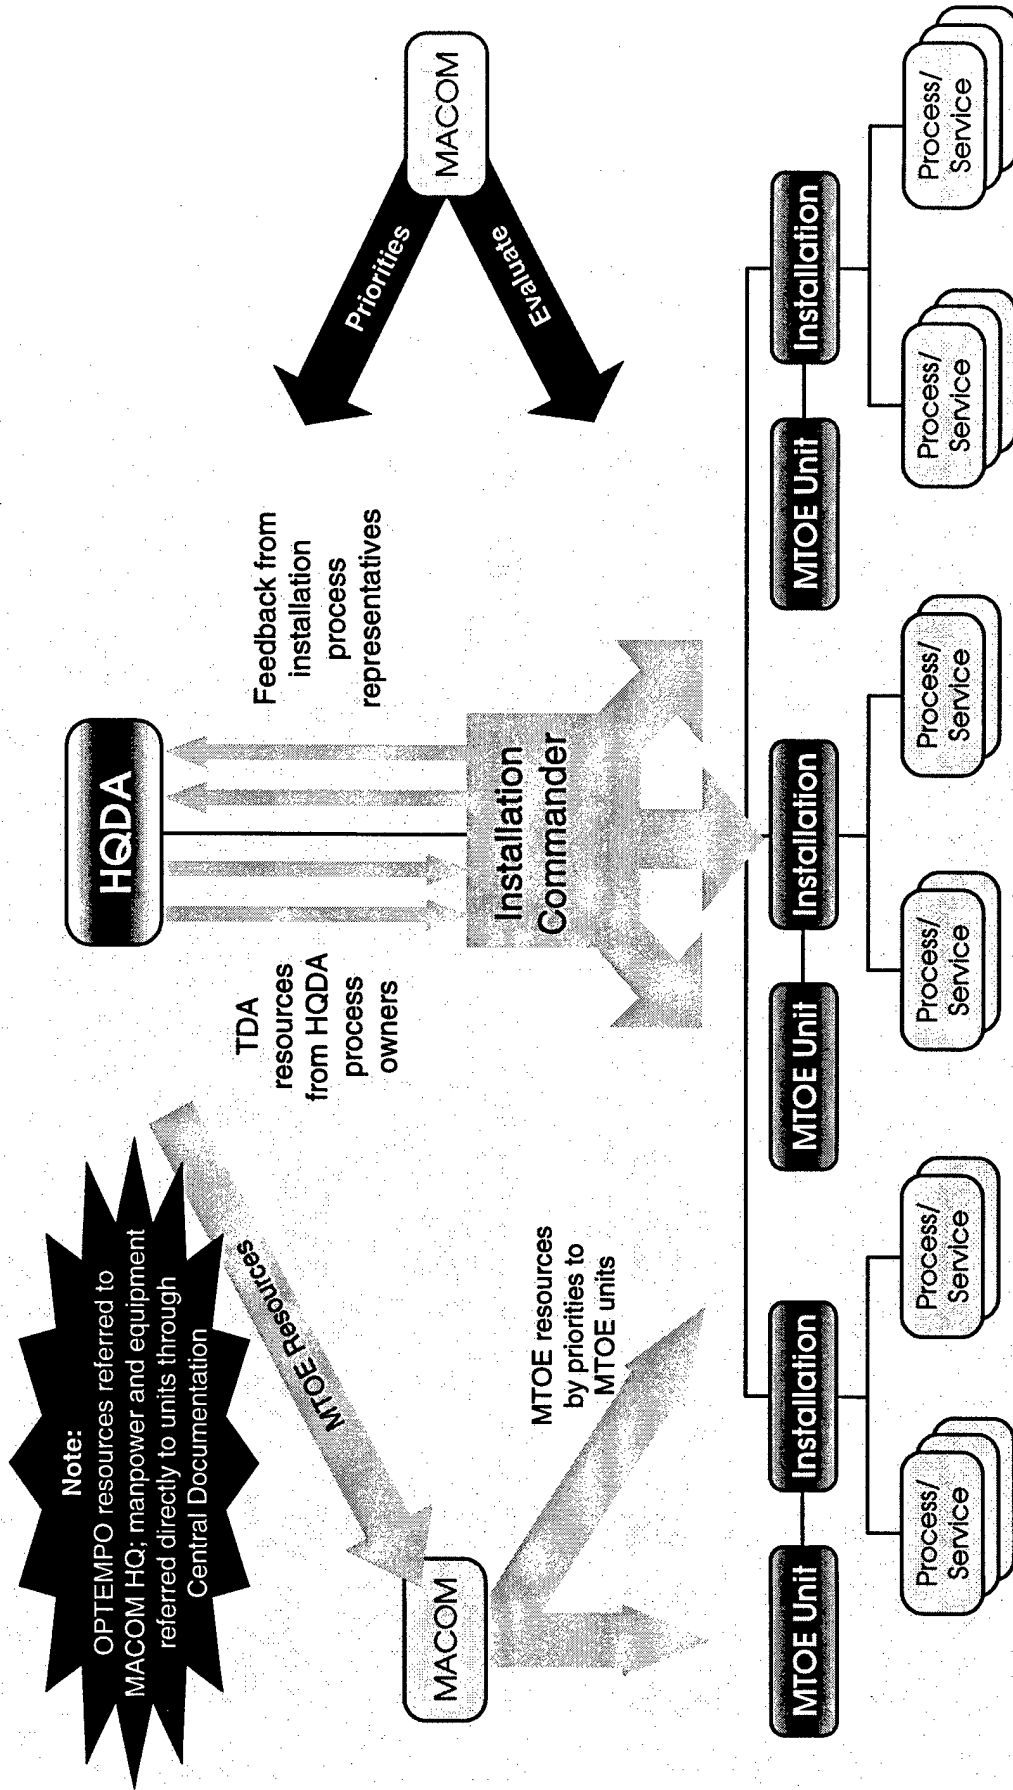 Note:
OPTEMPO resources referred to
MACOM HQ; manpower and equipment
referred directly to units through
Central Documentation
HQDA
MTOE Resources
TDA
resources
from HQDA
process
owners
Feedback from
installation
process
representatives
MACOM
MACOM
Priorities
Evaluate
Installation
Commander
MTOE resources
by priorities to
MTOE units
MTOE Unit
Installation
MTOE Unit
Installation
MTOE Unit
Installation
Process/
Service
Process/
Service
Process/
Service
Process/
Service
Process/
Service
Process/
Service